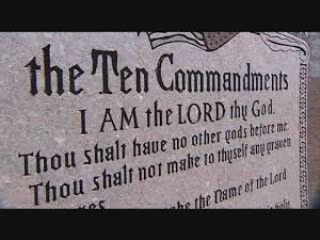 the Ten Commandments
I AM the LORD thy God.
Thou shalt have no other gods before me.
Thou shalt not make to thyself any graven
the Name of the Lord